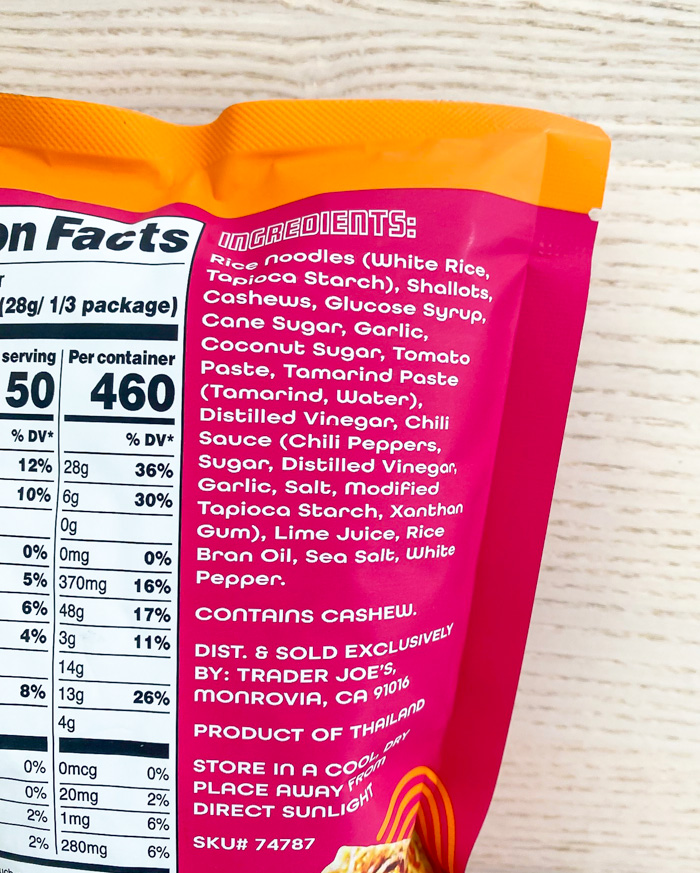 on Facts
(28g/ 1/3 package)
serving Per container
50 460
% DV* % DV*
12% 28g 36%
10% 6g 30%
0g
0% 0mg 0%
5% 370mg 16%
6% 48g 17%
4% 3g 11%
14g
8% 13g 26%
4g
0% 0mcg 0%
0% 20mg 2%
2% 1mg 6%
2% 280mg 6%
INGREDIENTS:
Rice noodles (White Rice,
Tapioca Starch), Shallots,
Cashews, Glucose Syrup,
Cane Sugar, Garlic,
Coconut Sugar, Tomato
Paste, Tamarind Paste
(Tamarind, Water),
Distilled Vinegar, Chili
Sauce (Chili Peppers,
Sugar, Distilled Vinegar,
Garlic, Salt, Modified
Tapioca Starch, Xanthan
Gum), Lime Juice, Rice
Bran Oil, Sea Salt, White
Pepper.
CONTAINS CASHEW.
DIST. & SOLD EXCLUSIVELY
BY: TRADER JOE'S,
MONROVIA, CA 91016
PRODUCT OF THAILAND
STORE IN A COOL, DRY
PLACE AWAY FROM
DIRECT SUNLIGHT
SKU# 74787